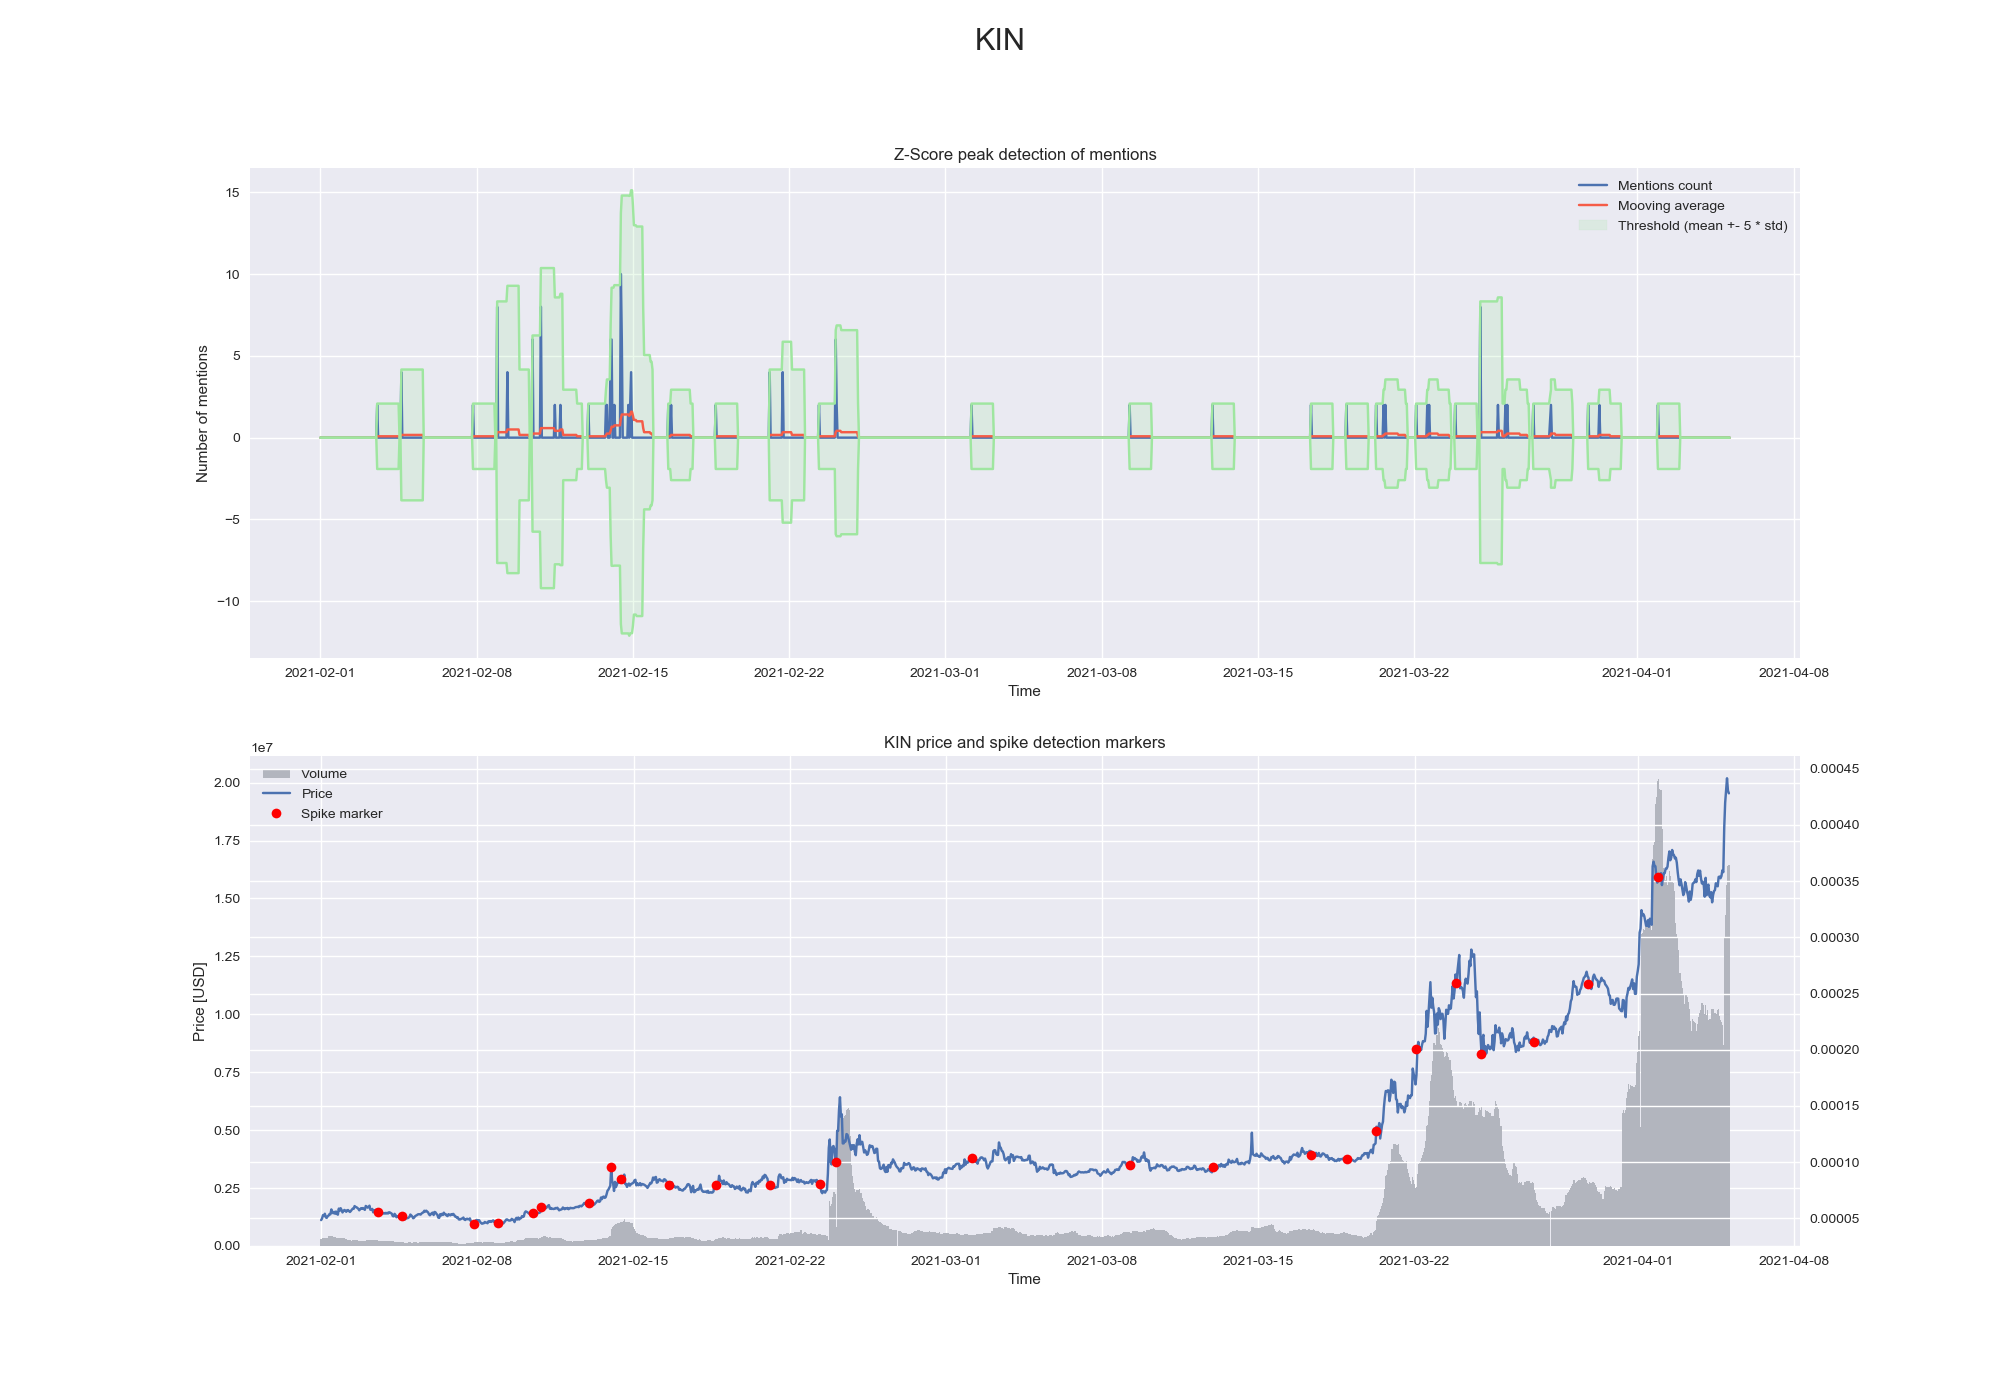 KIN
Z-Score peak detection of mentions
Mentions count
Mooving average
Threshold (mean +- 5 * std)
Number of mentions
15
10
5
0
−5
−10
2021-02-01 2021-02-08 2021-02-15 2021-02-22 2021-03-01 2021-03-08 2021-03-15 2021-03-22 2021-04-01 2021-04-08
Time
KIN price and spike detection markers
1e7
Volume
Price
Spike marker
Price [USD]
2.00
1.75
1.50
1.25
1.00
0.75
0.50
0.25
0.00
0.00045
0.00040
0.00035
0.00030
0.00025
0.00020
0.00015
0.00010
0.00005
2021-02-01 2021-02-08 2021-02-15 2021-02-22 2021-03-01 2021-03-08 2021-03-15 2021-03-22 2021-04-01 2021-04-08
Time